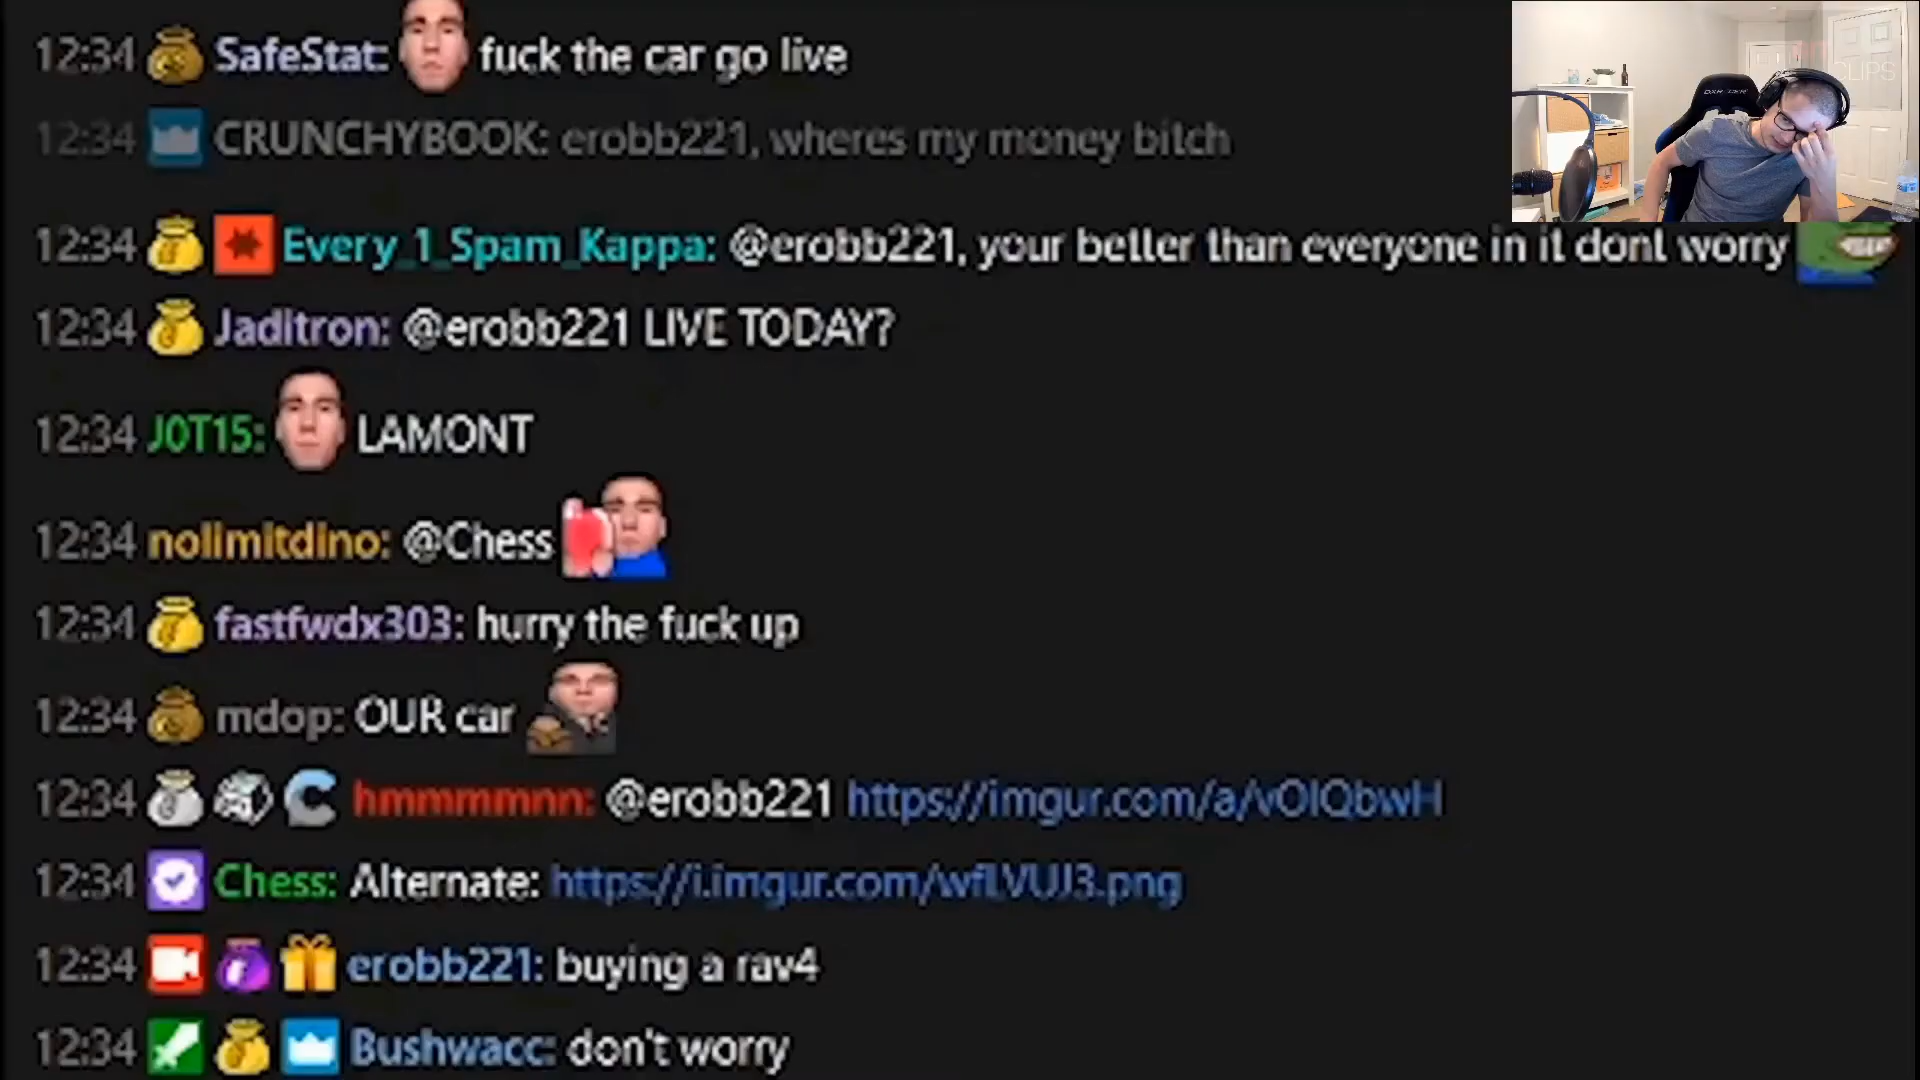 12:34 SafeStat: fuck the car go live
12:34 CRUNCHYBOOK: erobb221, wheres my money bitch
CLIPS
DXRACER
12:34 Every_1_Spam_Kappa: @erobb221, your better than everyone in it dont worry
12:34 Jaditron: @erobb221 LIVE TODAY?
12:34 J0T15: LAMONT
12:34 nolimitdino: @Chess
12:34 fastfwdx303: hurry the fuck up
12:34 mdop: OUR car
12:34 hmmmmnn: @erobb221 https://imgur.com/a/vOIQbwH
12:34 Chess: Alternate: https://i.imgur.com/wfLVUJ3.png
12:34 erobb221: buying a rav4
12:34 Bushwacc: don't worry